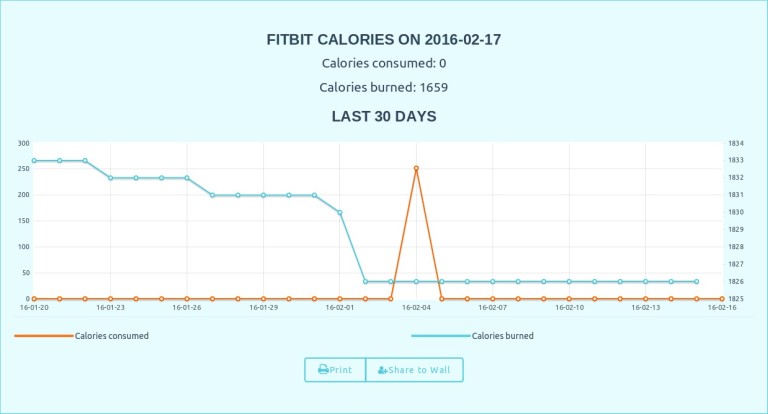 FITBIT CALORIES ON 2016-02-17
Calories consumed: 0
Calories burned: 1659
LAST 30 DAYS
300 1834
1833
250 1832
200 1831
1830
150 1829
100 1828
1827
50 1826
0 1825
16-01-20 16-01-23 16-01-26 16-01-29 16-02-01 16-02-04 16-02-07 16-02-10 16-02-13 16-02-16
Calories consumed Calories burned
Print Share to Wall